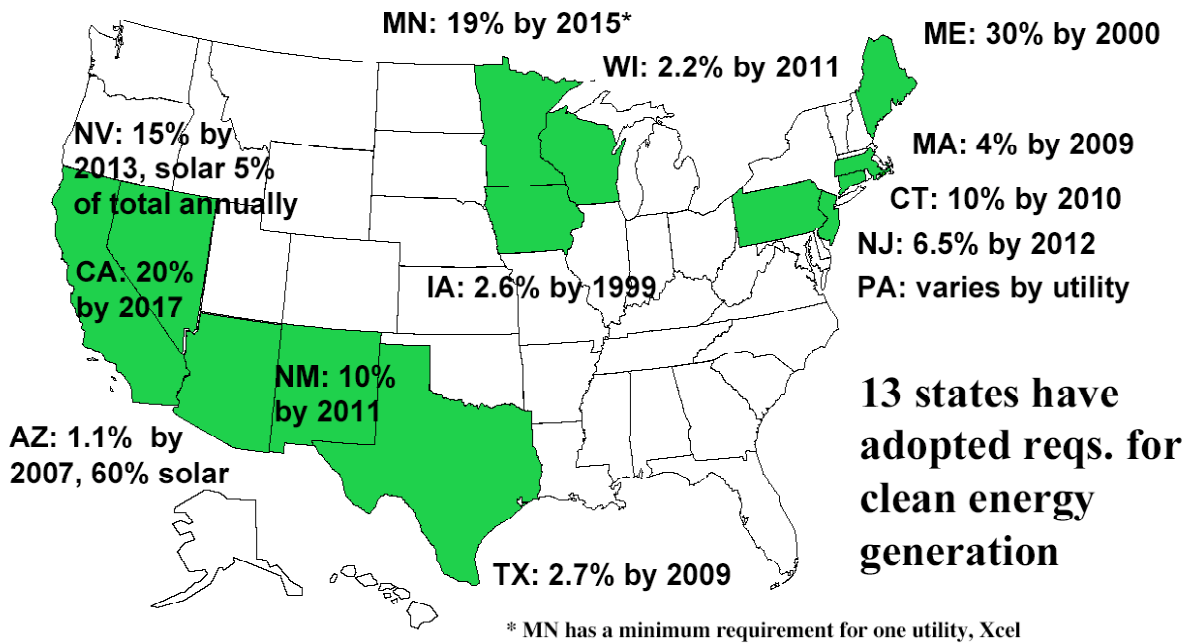 MN: 19% by 2015*
ME: 30% by 2000
WI: 2.2% by 2011
NV: 15% by
2013, solar 5%
of total annually
MA: 4% by 2009
CT: 10% by 2010
NJ: 6.5% by 2012
CA: 20%
by 2017
IA: 2.6% by 1999
PA: varies by utility
NM: 10%
by 2011
13 states have
adopted reqs. for
clean energy
generation
AZ: 1.1% by
2007, 60% solar
TX: 2.7% by 2009
* MN has a minimum requirement for one utility, Xcel